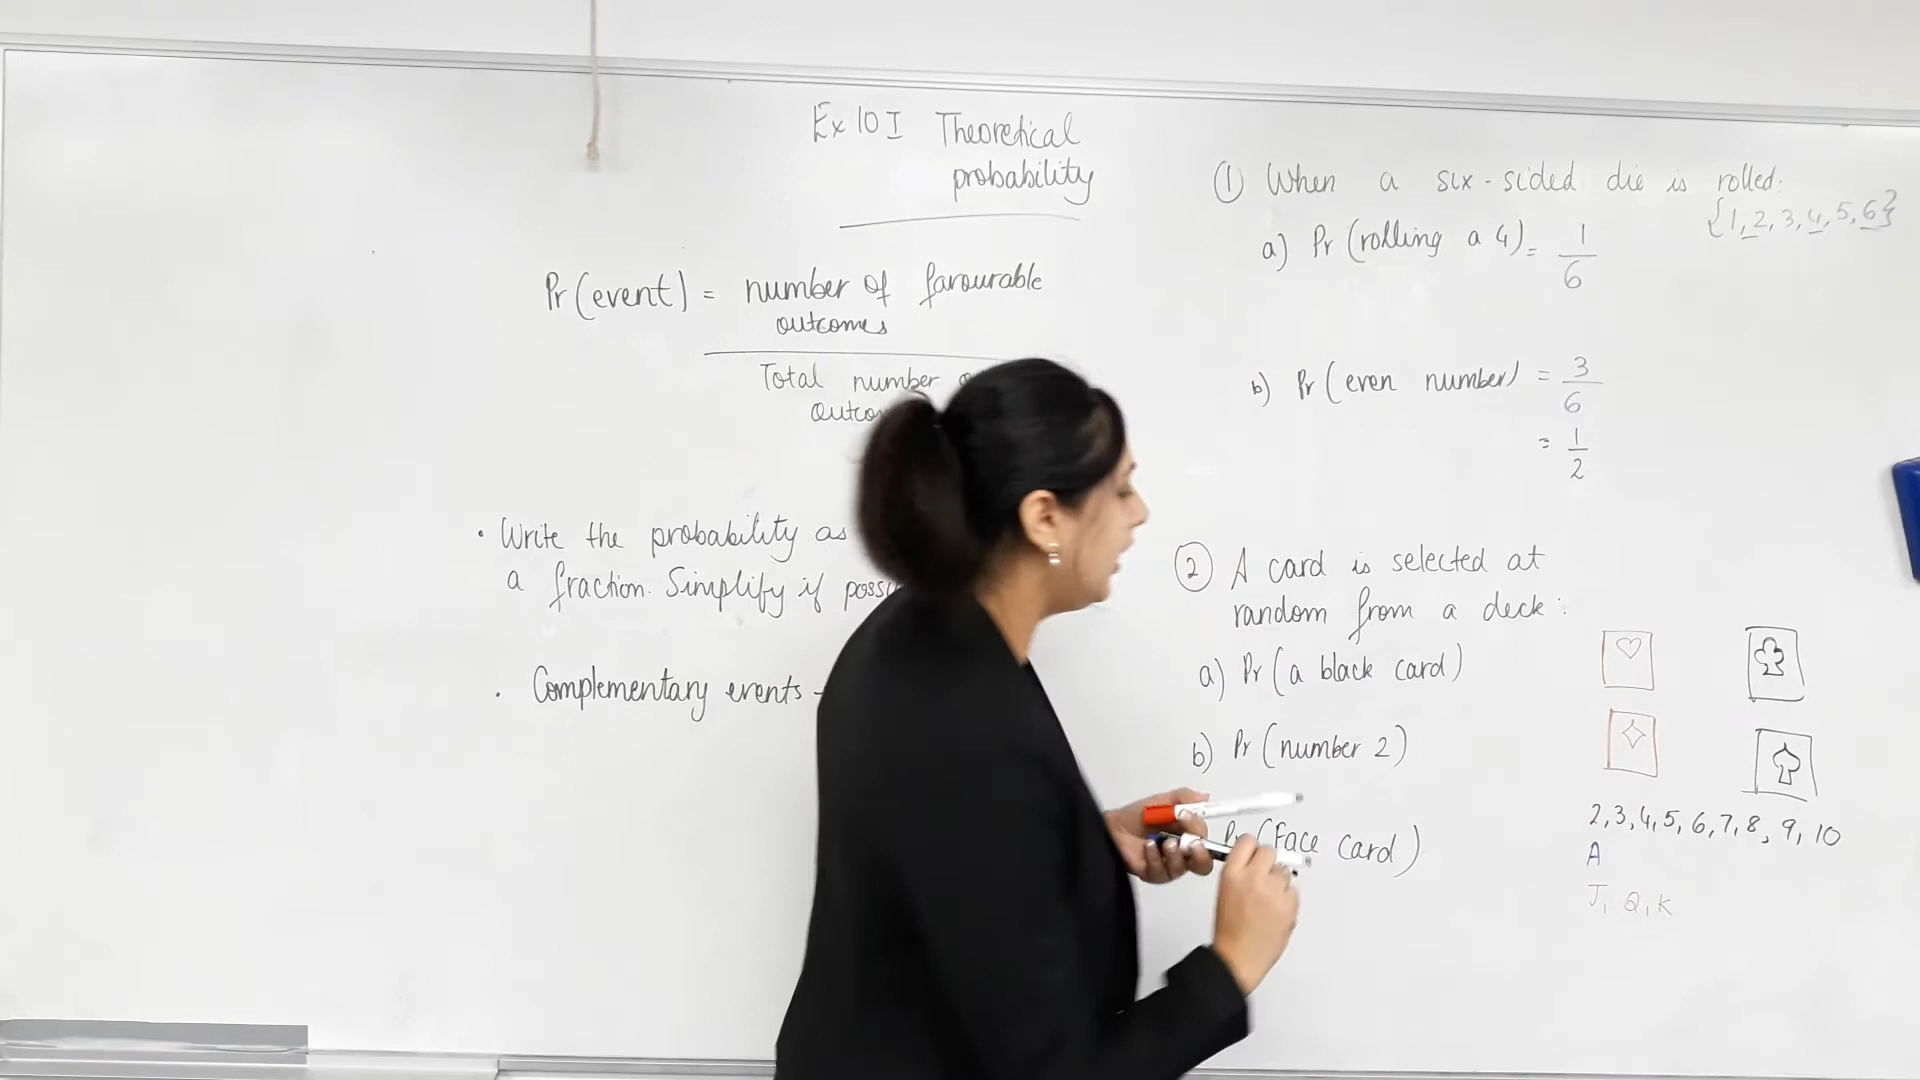 Ex 10 I Theoretical
probability
Pr (event) = number of favourable
outcomes
Total number
• Write the probability as
a fraction. Simplify if
• Complementary events -
① When a six-sided die is rolled:
{1,2,3,4,5,6}
a) Pr (rolling a 4) = 1
6
b) Pr (even number) = 3
6
= 1
2
② A card is selected at
random from a deck:
a) Pr (a black card)
b) Pr (number 2)
Pr (Face card)
2,3,4,5,6,7,8,9,10
A
J, Q, K